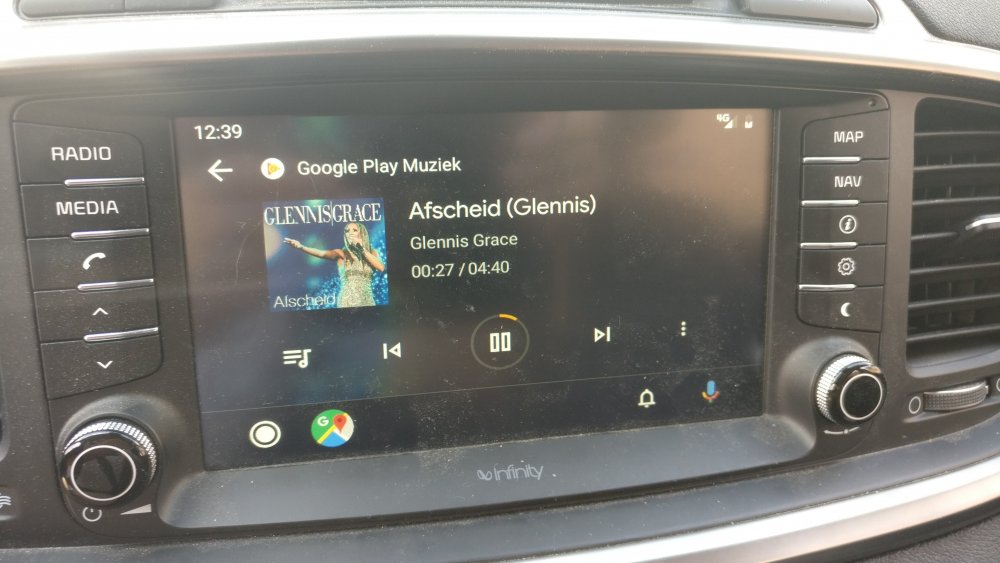 RADIO
MEDIA
12:39
4G
Google Play Muziek
GLENNIS GRACE
Afscheid
Afscheid (Glennis)
Glennis Grace
00:27 / 04:40
G
infinity
MAP
NAV
i